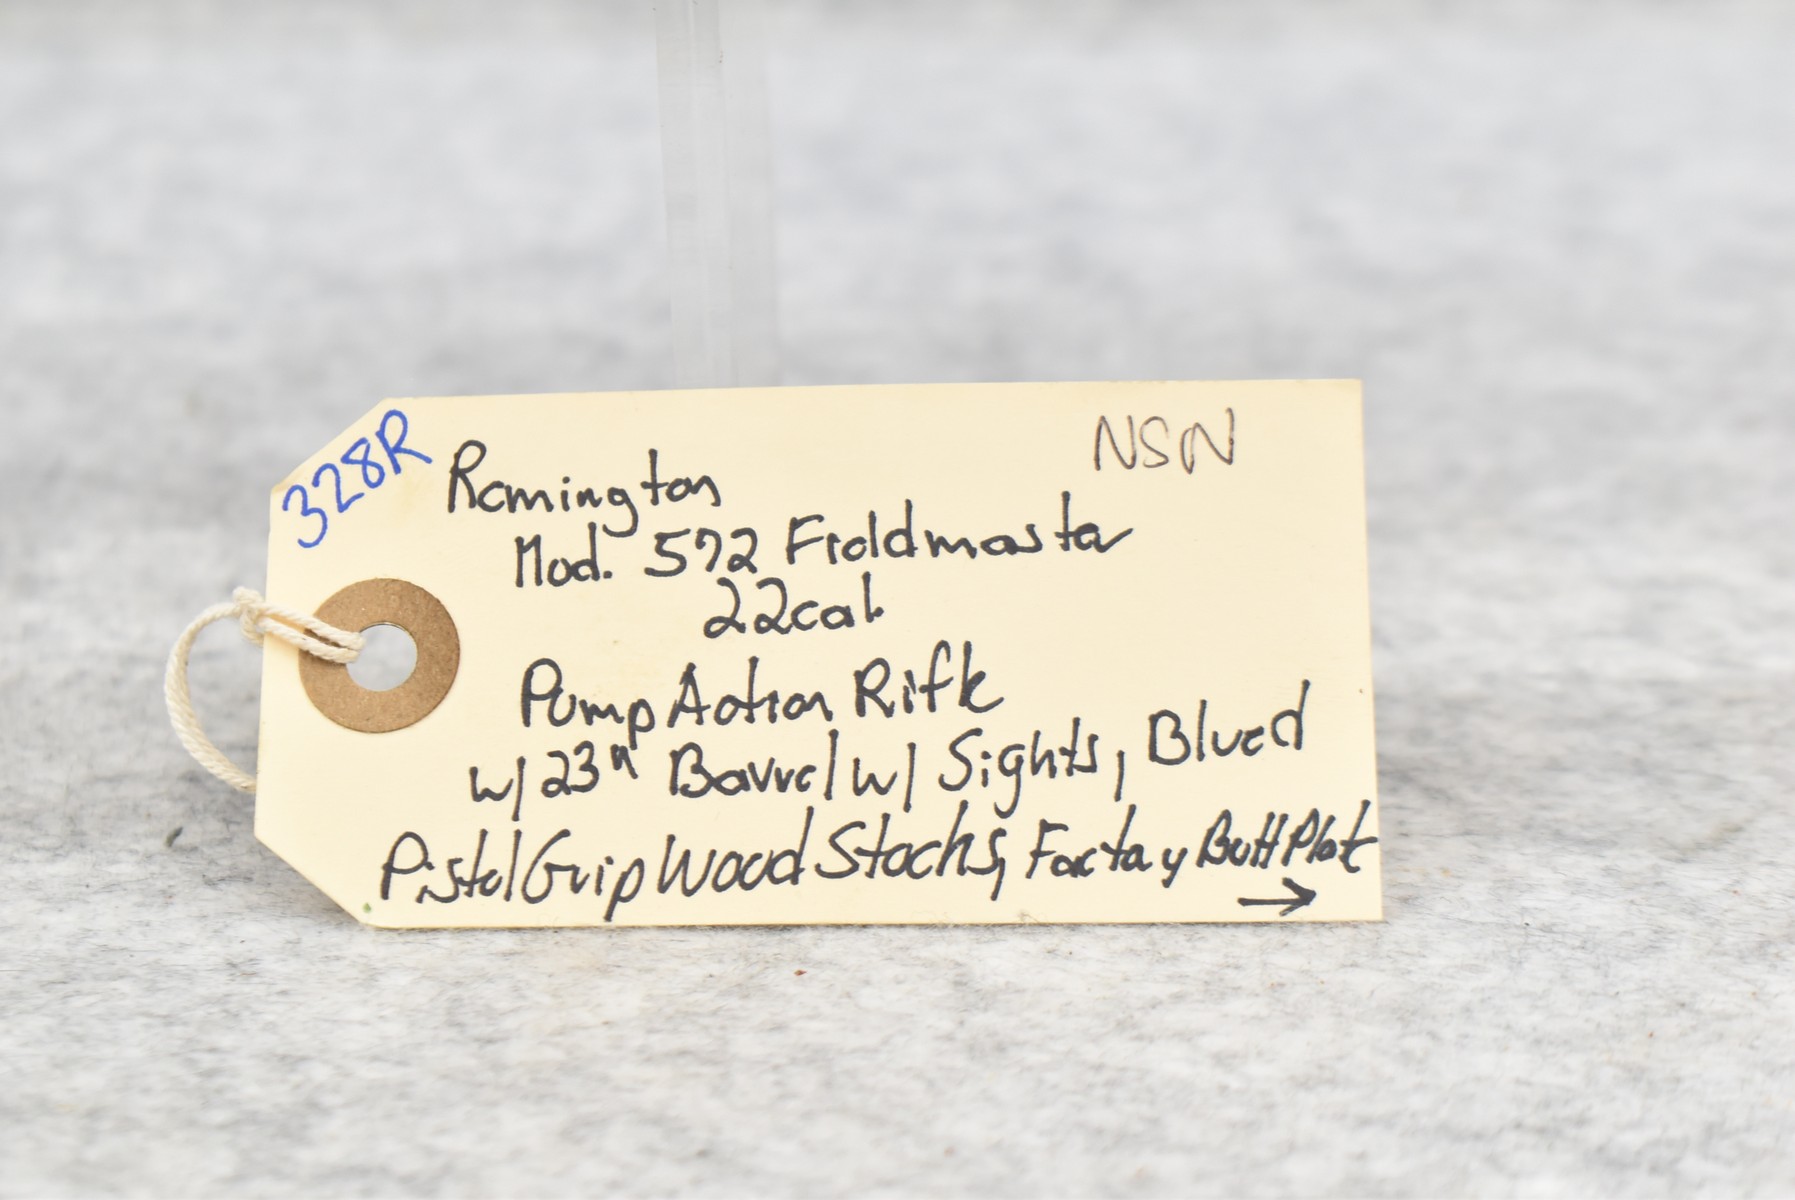 328R
NSN
Remington
Mod. 572 Fieldmaster
22cal.
Pump Action Rifle
w/ 23" Barrel w/ Sights, Blued
Pistol Grip Wood Stocks, Factory Butt Plate
→